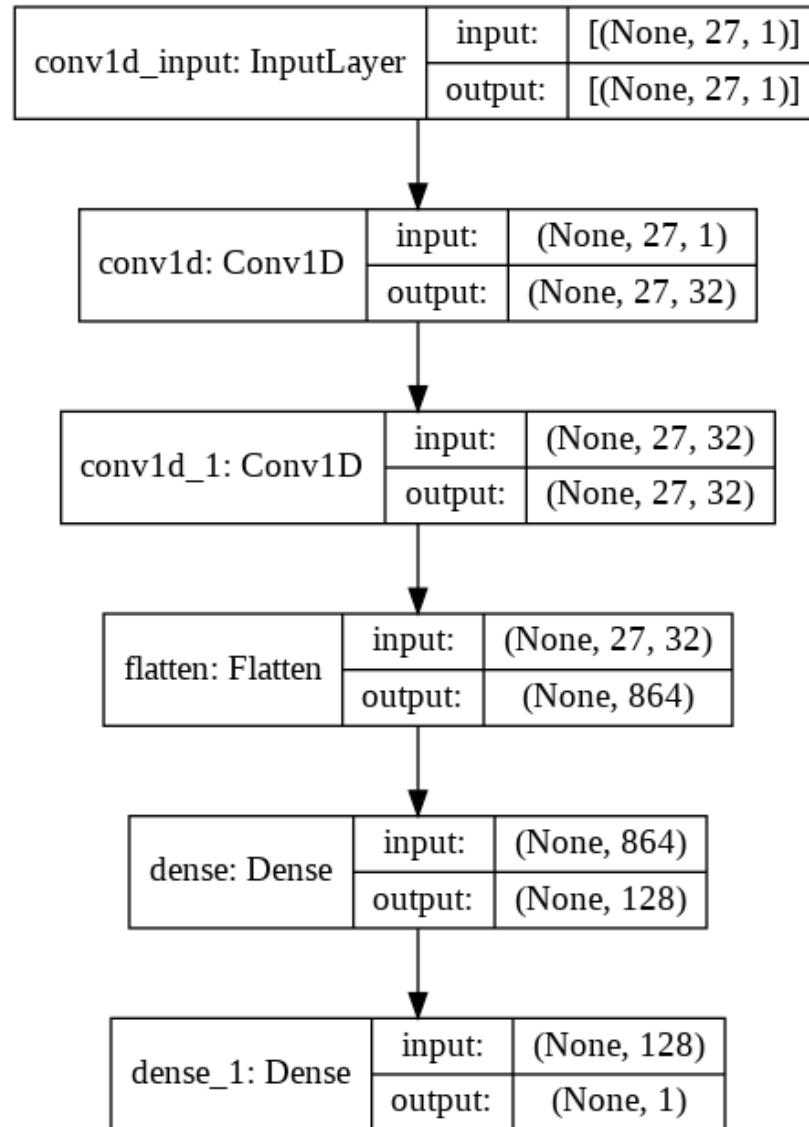 conv1d_input: InputLayer
input: [(None, 27, 1)]
output: [(None, 27, 1)]
conv1d: Conv1D
input: (None, 27, 1)
output: (None, 27, 32)
conv1d_1: Conv1D
input: (None, 27, 32)
output: (None, 27, 32)
flatten: Flatten
input: (None, 27, 32)
output: (None, 864)
dense: Dense
input: (None, 864)
output: (None, 128)
dense_1: Dense
input: (None, 128)
output: (None, 1)